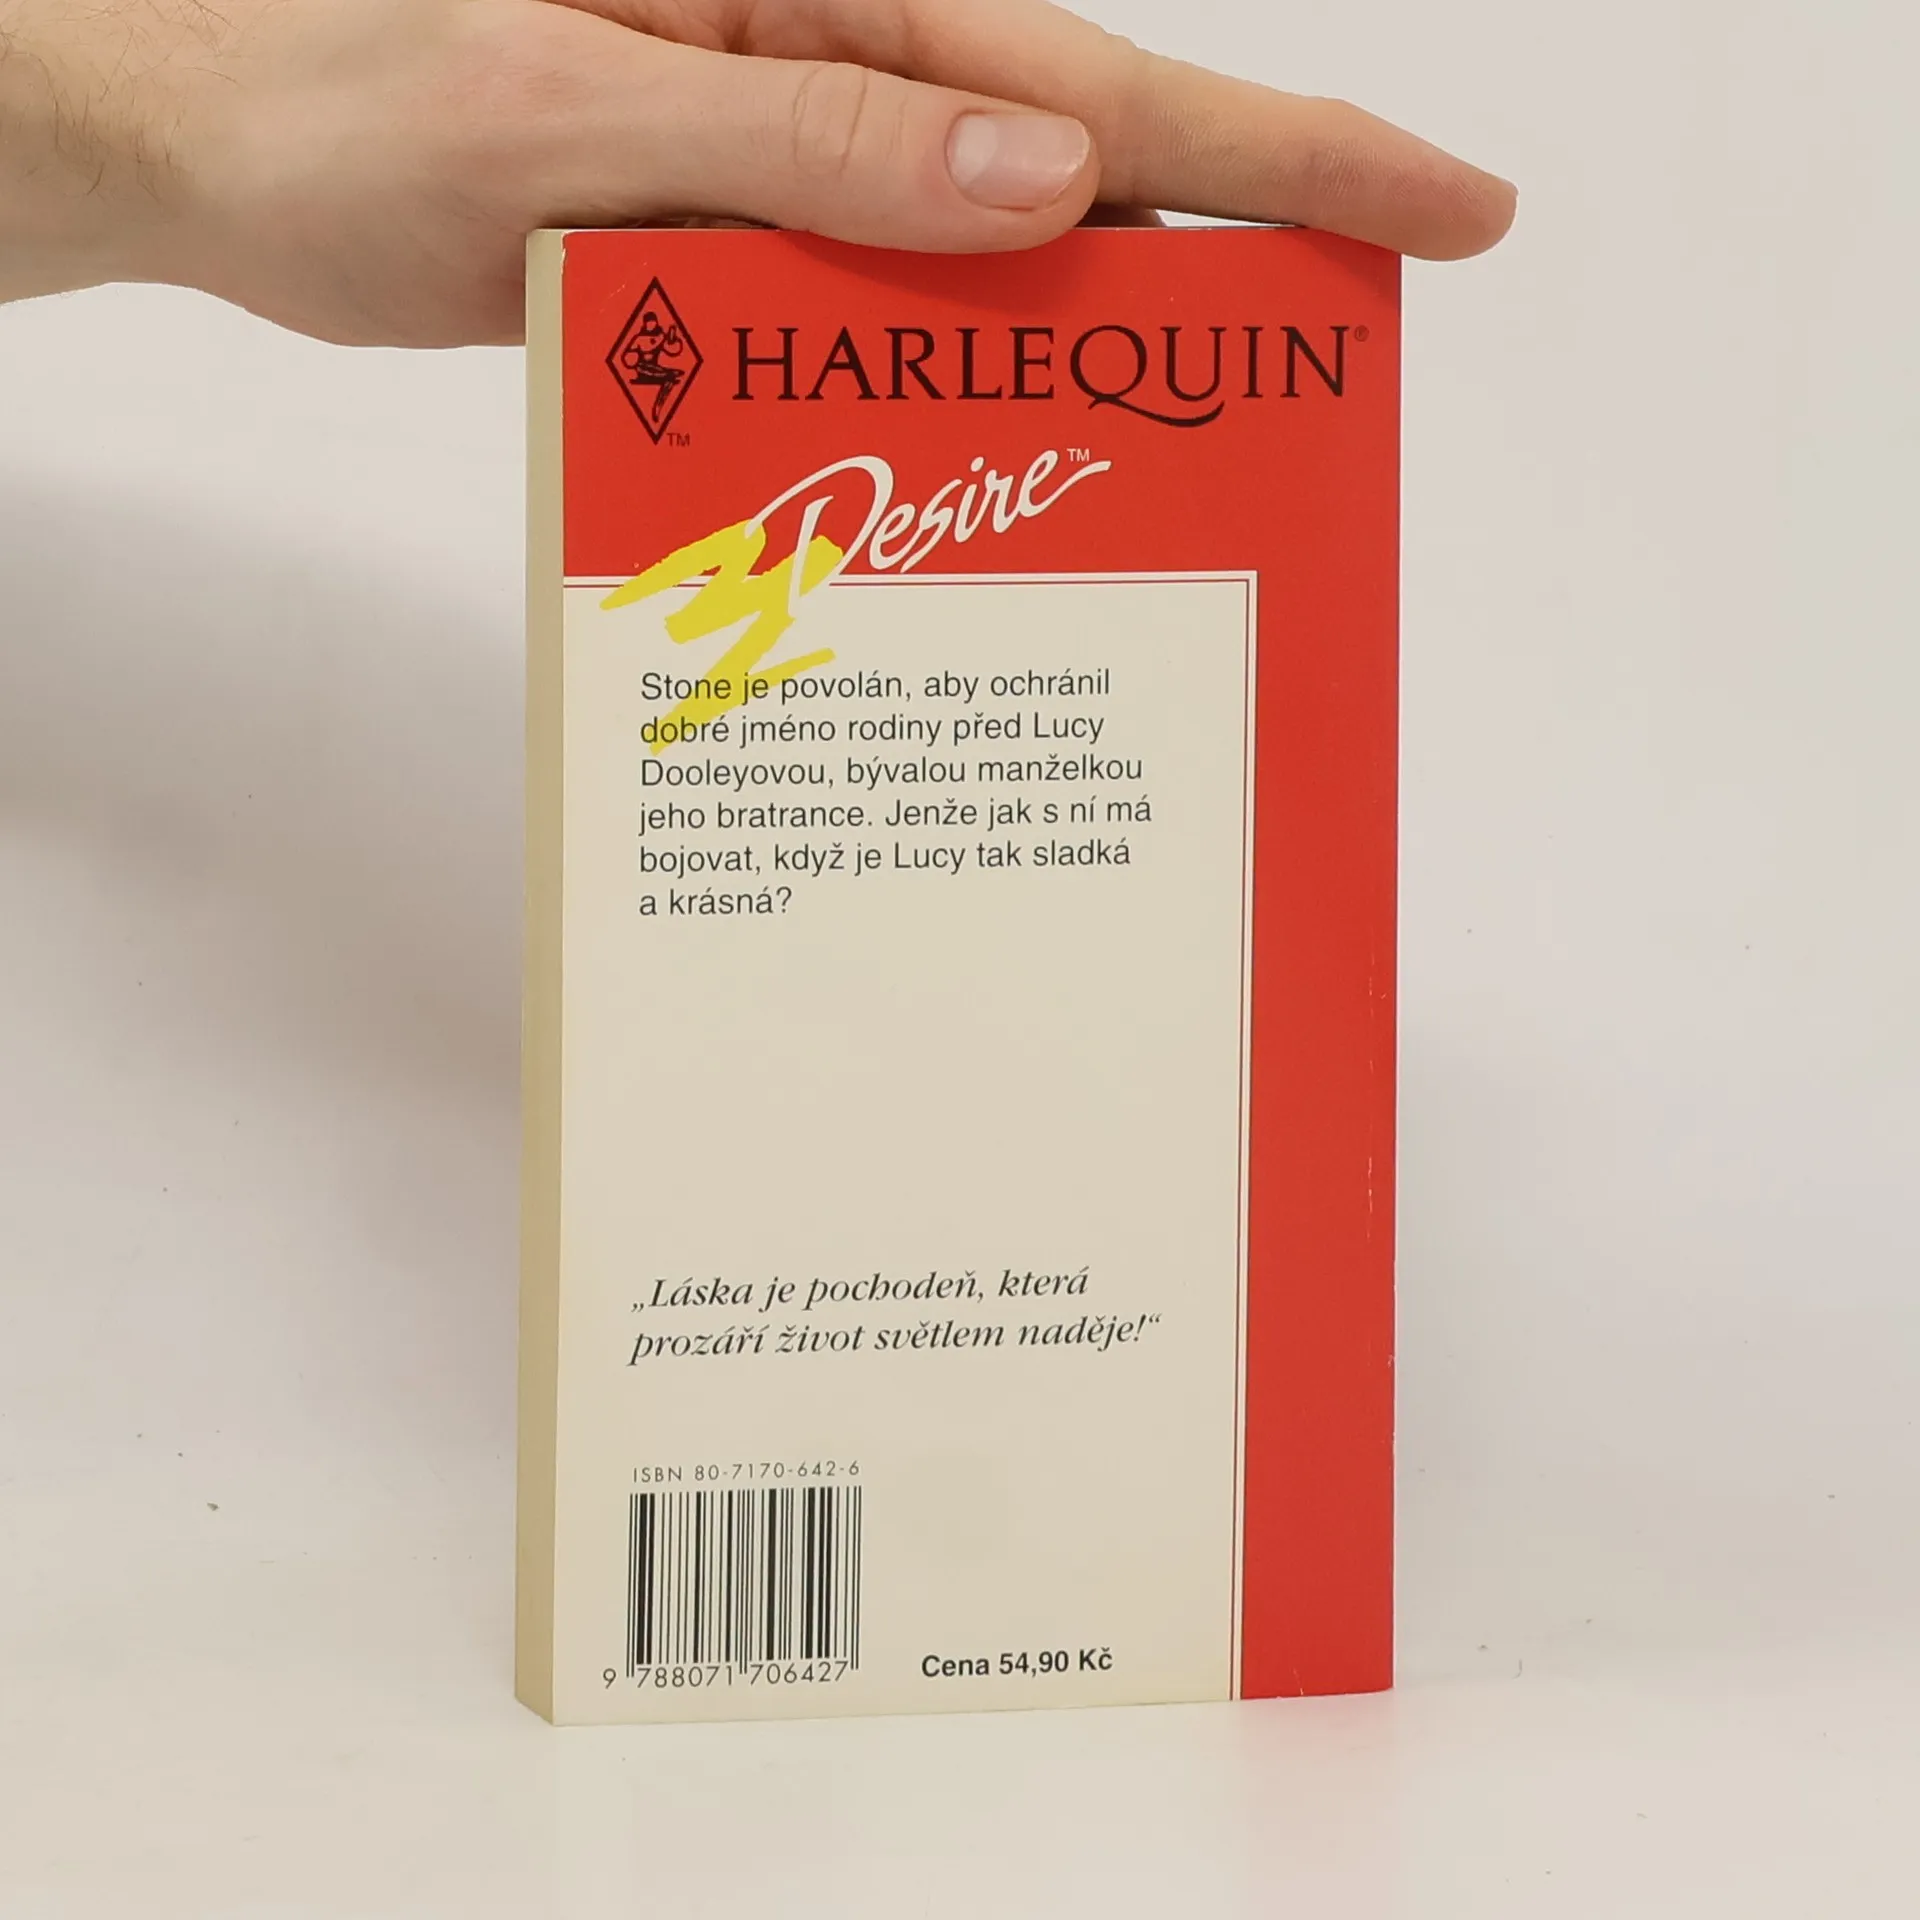 HARLEQUIN®
TM
Desire™
Stone je povolán, aby ochránil
dobré jméno rodiny před Lucy
Dooleyovou, bývalou manželkou
jeho bratrance. Jenže jak s ní má
bojovat, když je Lucy tak sladká
a krásná?
„Láska je pochodeň, která
prozáří život světlem naděje!“
ISBN 80-7170-642-6
9 788071 706427
Cena 54,90 Kč